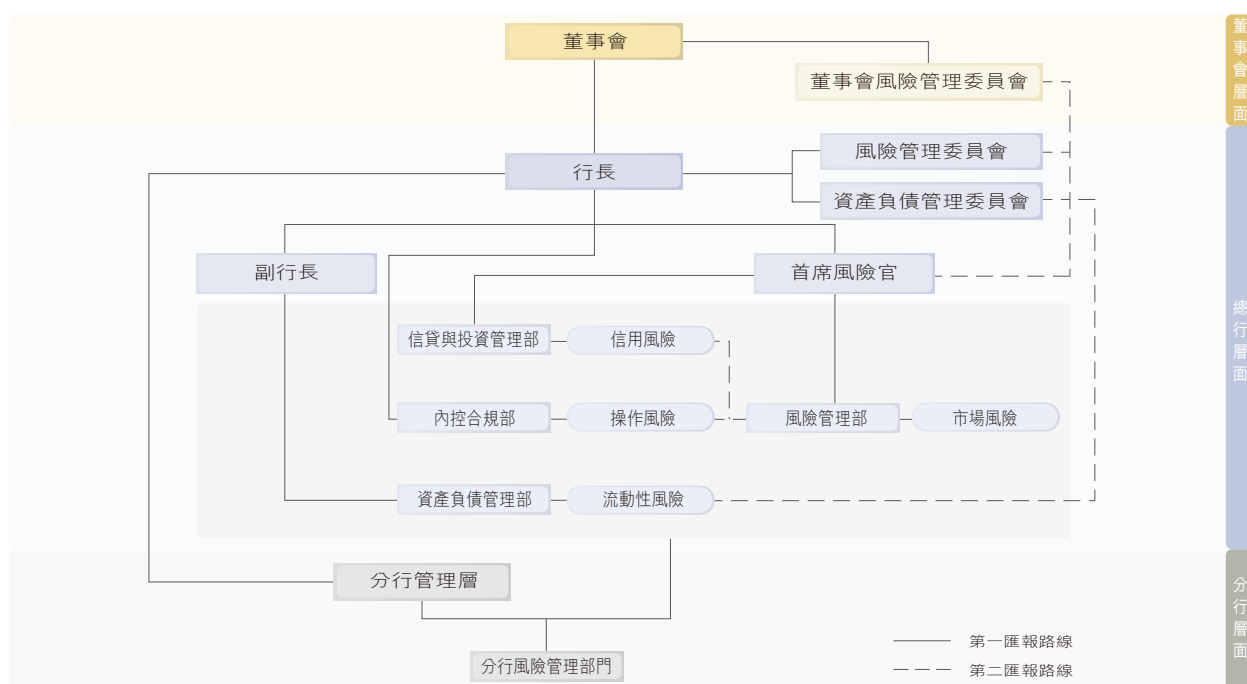 董事會
董事會風險管理委員會
董事會層面
行長
風險管理委員會
資產負債管理委員會
副行長
首席風險官
信貸與投資管理部
信用風險
內控合規部
操作風險
風險管理部
市場風險
資產負債管理部
流動性風險
總行層面
分行管理層
分行風險管理部門
分行層面
第一匯報路線
第二匯報路線